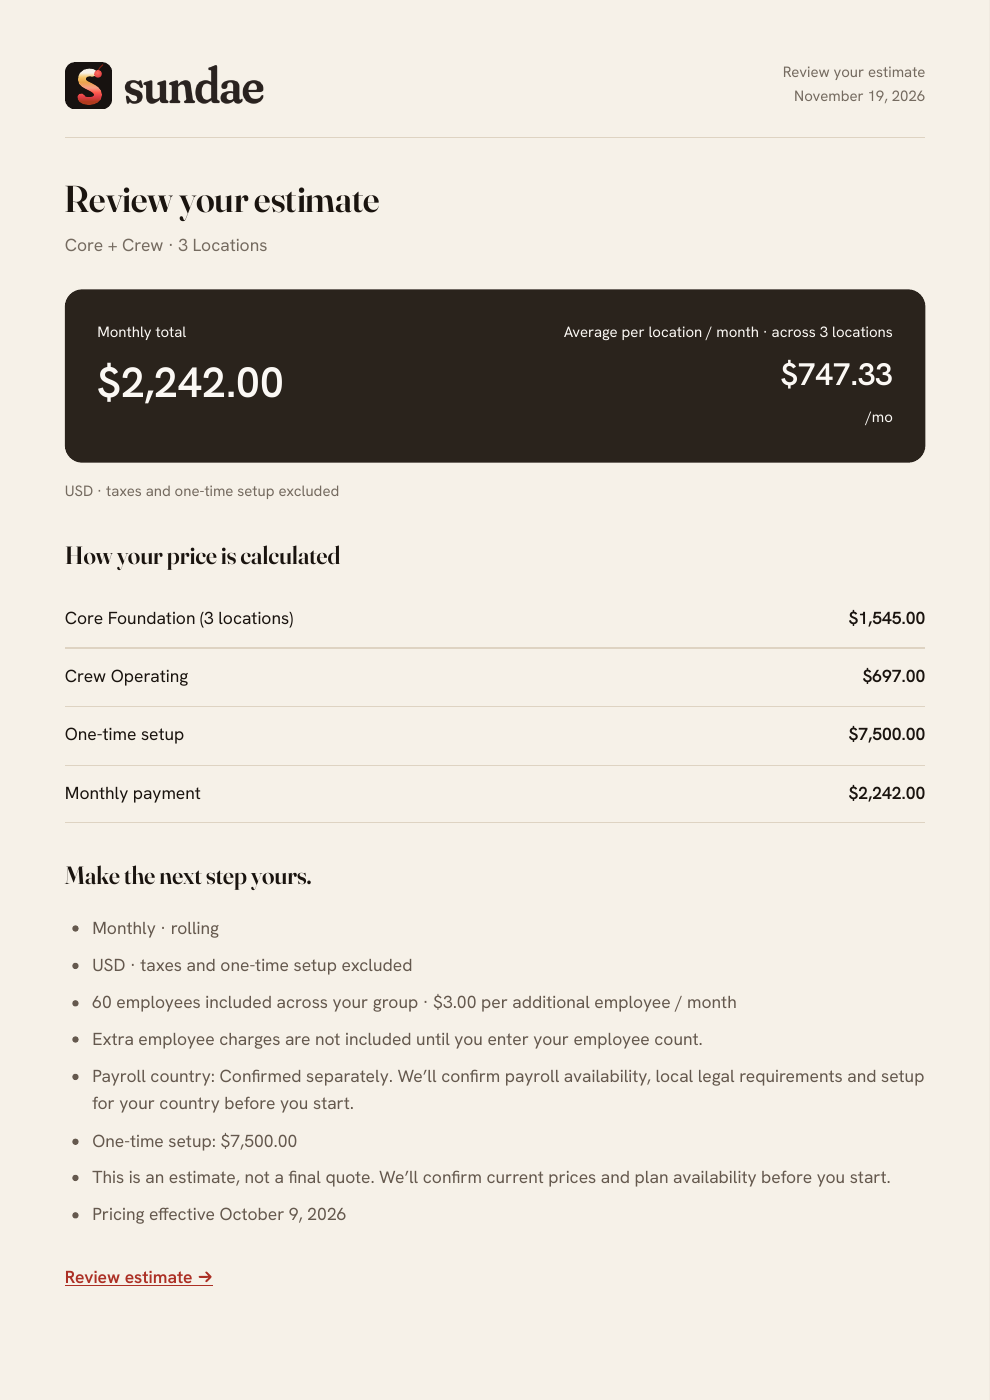 sundae
Review your estimate
November 19, 2026
Review your estimate
Core + Crew · 3 Locations
Monthly total
$2,242.00
Average per location / month · across 3 locations
$747.33
/mo
USD · taxes and one-time setup excluded
How your price is calculated
Core Foundation (3 locations) $1,545.00
Crew Operating $697.00
One-time setup $7,500.00
Monthly payment $2,242.00
Make the next step yours.
• Monthly · rolling
• USD · taxes and one-time setup excluded
• 60 employees included across your group · $3.00 per additional employee / month
• Extra employee charges are not included until you enter your employee count.
• Payroll country: Confirmed separately. We’ll confirm payroll availability, local legal requirements and setup
for your country before you start.
• One-time setup: $7,500.00
• This is an estimate, not a final quote. We’ll confirm current prices and plan availability before you start.
• Pricing effective October 9, 2026
Review estimate →